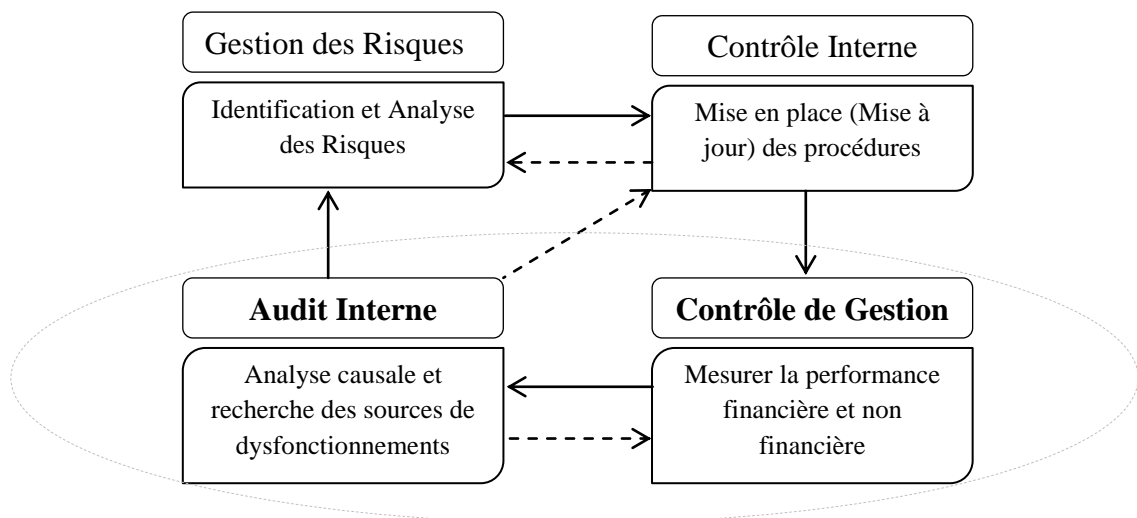 Gestion des Risques
Identification et Analyse
des Risques
Contrôle Interne
Mise en place (Mise à
jour) des procédures
Audit Interne
Analyse causale et
recherche des sources de
dysfonctionnements
Contrôle de Gestion
Mesurer la performance
financière et non
financière